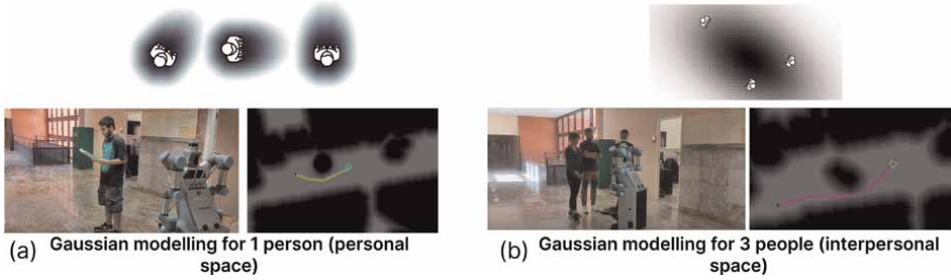 (a) Gaussian modelling for 1 person (personal
space)
(b) Gaussian modelling for 3 people (interpersonal
space)